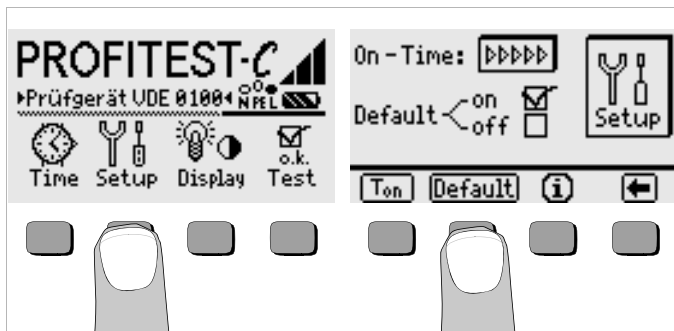 PROFITEST-C
Prüfgerät VDE 0100
N PE L
Time Setup Display o.k. Test
On-Time:
Default on
off
Setup
Ton Default i